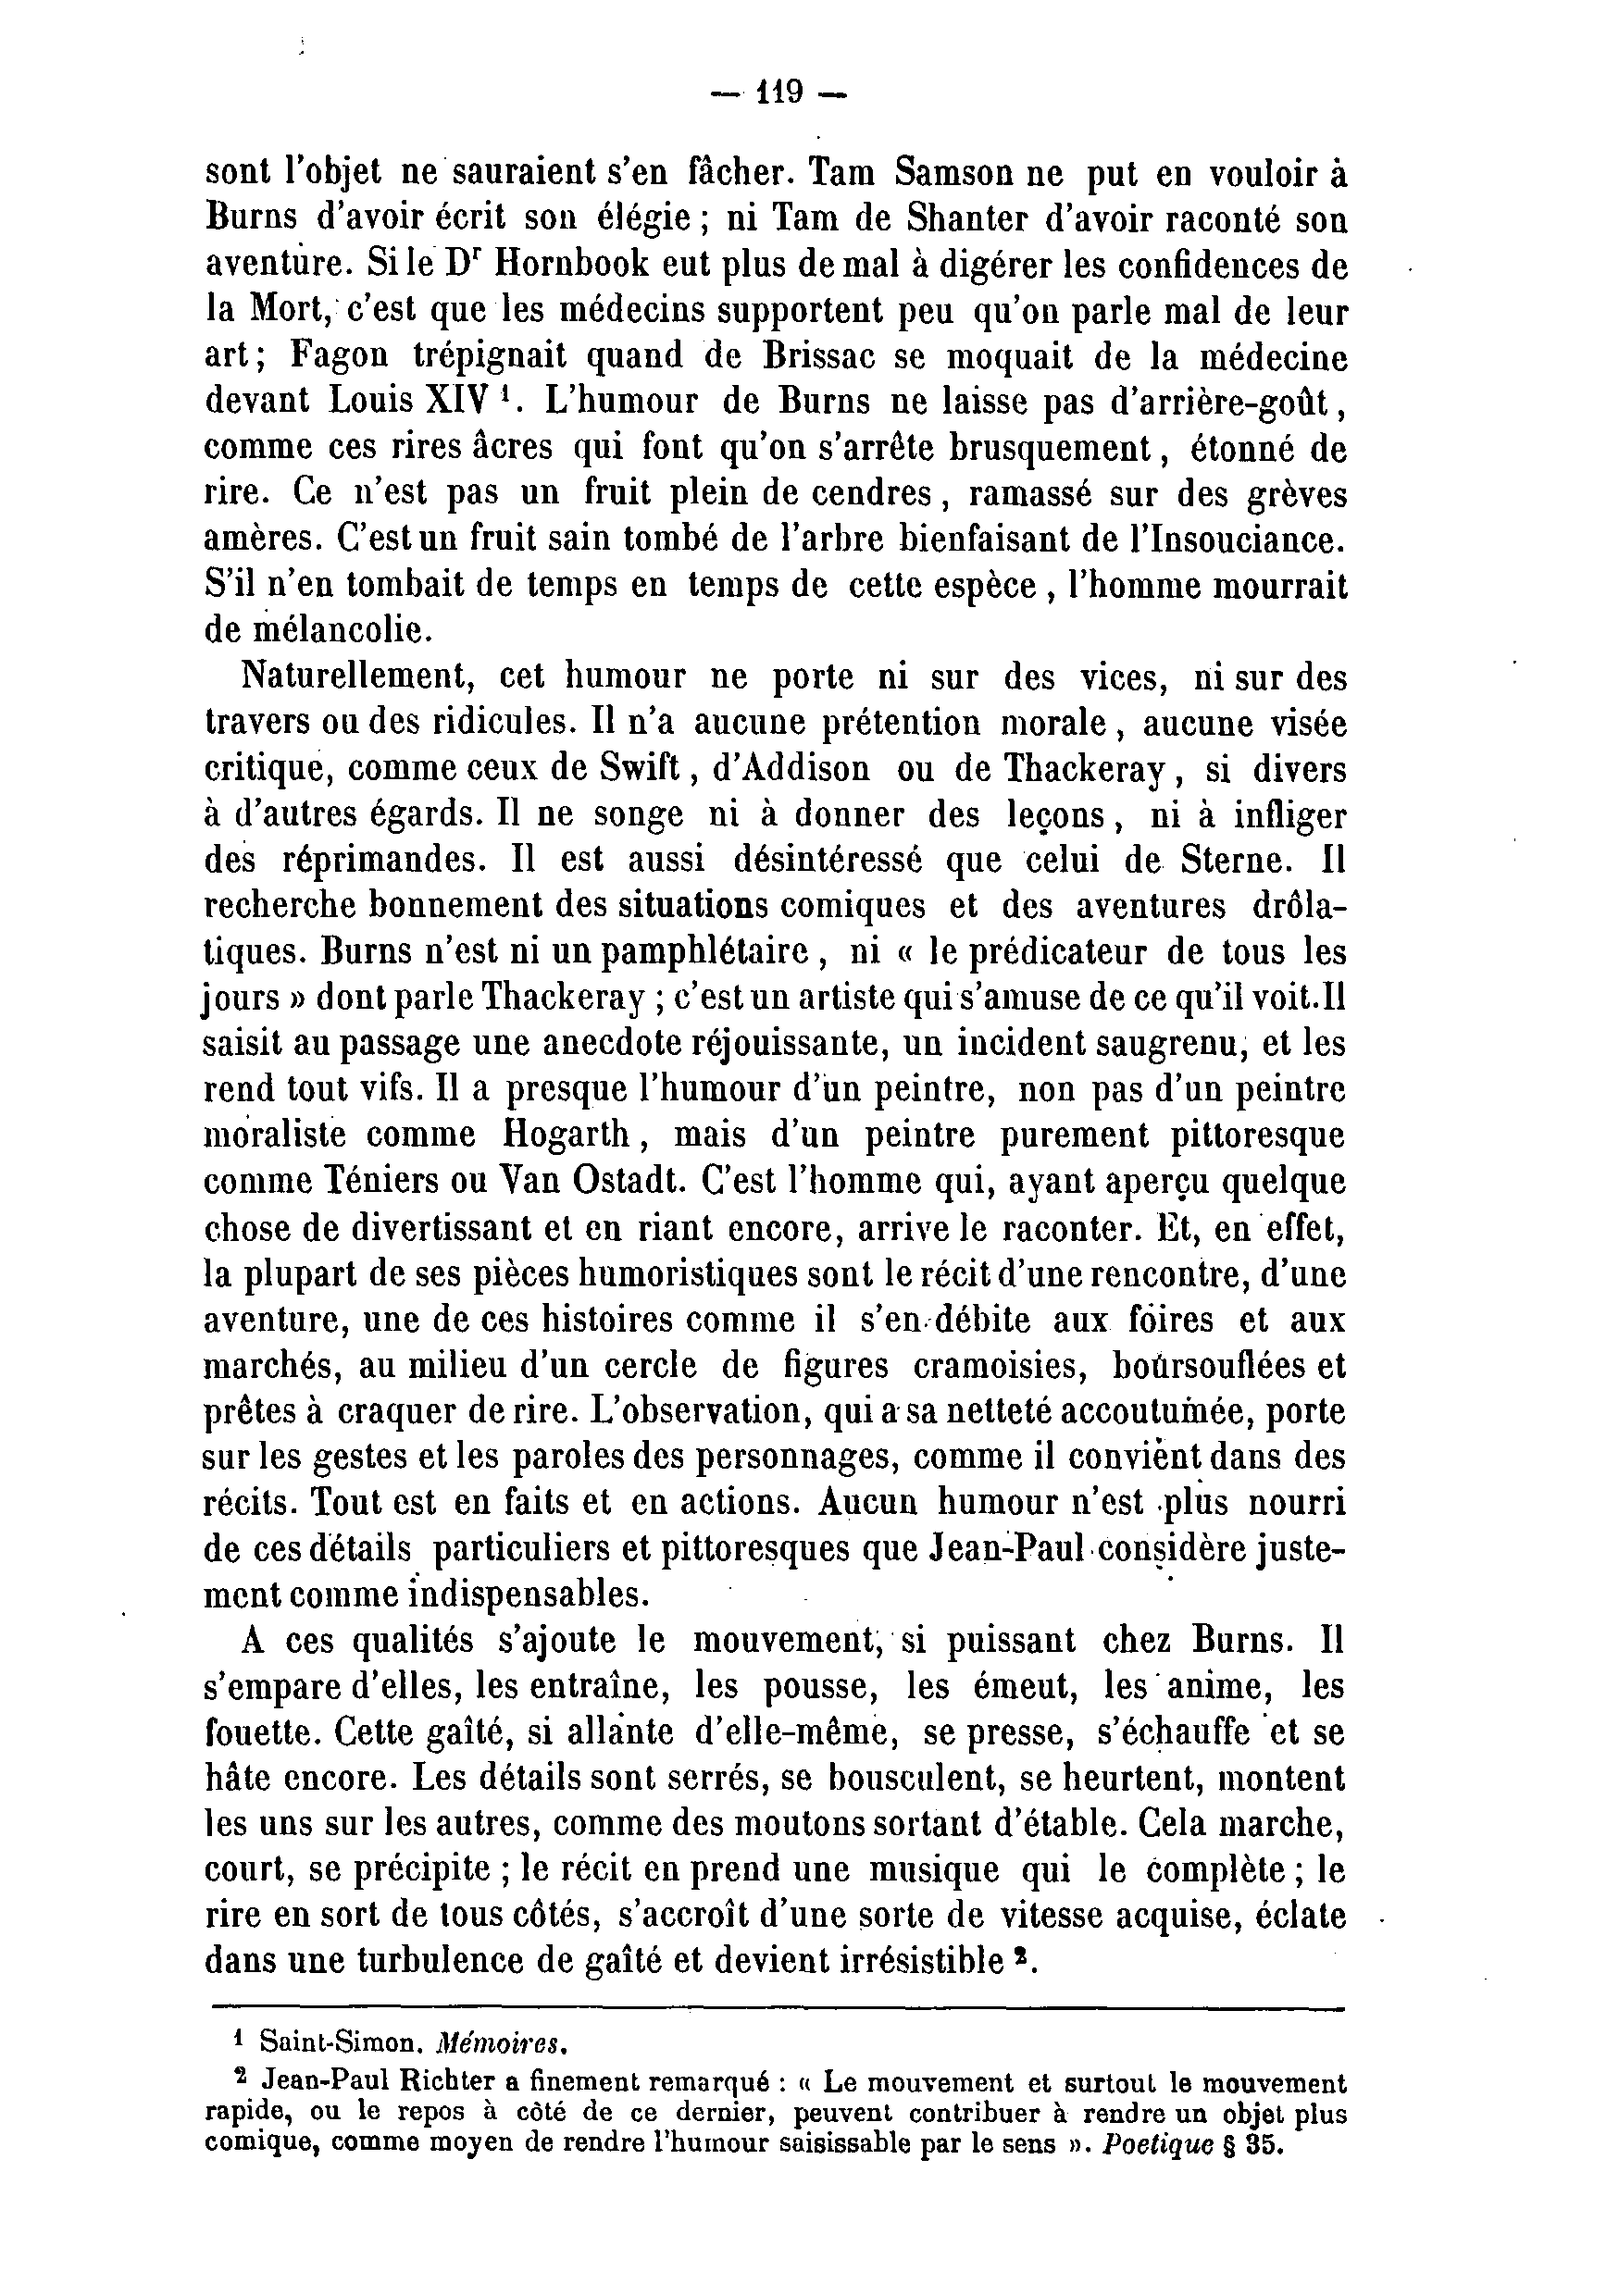 — 119 —
sont l'objet ne sauraient s'en fâcher. Tam Samson ne put en vouloir à
Burns d'avoir écrit son élégie ; ni Tam de Shanter d'avoir raconté son
aventure. Si le Dr Hornbook eut plus de mal à digérer les confidences de
la Mort, c'est que les médecins supportent peu qu'on parle mal de leur
art ; Fagon trépignait quand de Brissac se moquait de la médecine
devant Louis XIV ¹. L'humour de Burns ne laisse pas d'arrière-goût,
comme ces rires âcres qui font qu'on s'arrête brusquement, étonné de
rire. Ce n'est pas un fruit plein de cendres, ramassé sur des grèves
amères. C'est un fruit sain tombé de l'arbre bienfaisant de l'Insouciance.
S'il n'en tombait de temps en temps de cette espèce, l'homme mourrait
de mélancolie.
Naturellement, cet humour ne porte ni sur des vices, ni sur des
travers ou des ridicules. Il n'a aucune prétention morale, aucune visée
critique, comme ceux de Swift, d'Addison ou de Thackeray, si divers
à d'autres égards. Il ne songe ni à donner des leçons, ni à infliger
des réprimandes. Il est aussi désintéressé que celui de Sterne. Il
recherche bonnement des situations comiques et des aventures drôla-
tiques. Burns n'est ni un pamphlétaire, ni « le prédicateur de tous les
jours » dont parle Thackeray ; c'est un artiste qui s'amuse de ce qu'il voit. Il
saisit au passage une anecdote réjouissante, un incident saugrenu, et les
rend tout vifs. Il a presque l'humour d'un peintre, non pas d'un peintre
moraliste comme Hogarth, mais d'un peintre purement pittoresque
comme Téniers ou Van Ostadt. C'est l'homme qui, ayant aperçu quelque
chose de divertissant et en riant encore, arrive le raconter. Et, en effet,
la plupart de ses pièces humoristiques sont le récit d'une rencontre, d'une
aventure, une de ces histoires comme il s'en débite aux foires et aux
marchés, au milieu d'un cercle de figures cramoisies, boursouflées et
prêtes à craquer de rire. L'observation, qui a sa netteté accoutumée, porte
sur les gestes et les paroles des personnages, comme il convient dans des
récits. Tout est en faits et en actions. Aucun humour n'est plus nourri
de ces détails particuliers et pittoresques que Jean-Paul considère juste-
ment comme indispensables.
A ces qualités s'ajoute le mouvement, si puissant chez Burns. Il
s'empare d'elles, les entraîne, les pousse, les émeut, les anime, les
fouette. Cette gaîté, si allante d'elle-même, se presse, s'échauffe et se
hâte encore. Les détails sont serrés, se bousculent, se heurtent, montent
les uns sur les autres, comme des moutons sortant d'étable. Cela marche,
court, se précipite ; le récit en prend une musique qui le complète ; le
rire en sort de tous côtés, s'accroît d'une sorte de vitesse acquise, éclate
dans une turbulence de gaîté et devient irrésistible ².
¹ Saint-Simon. Mémoires.
² Jean-Paul Richter a finement remarqué : « Le mouvement et surtout le mouvement
rapide, ou le repos à côté de ce dernier, peuvent contribuer à rendre un objet plus
comique, comme moyen de rendre l'humour saisissable par le sens ». Poetique § 35.